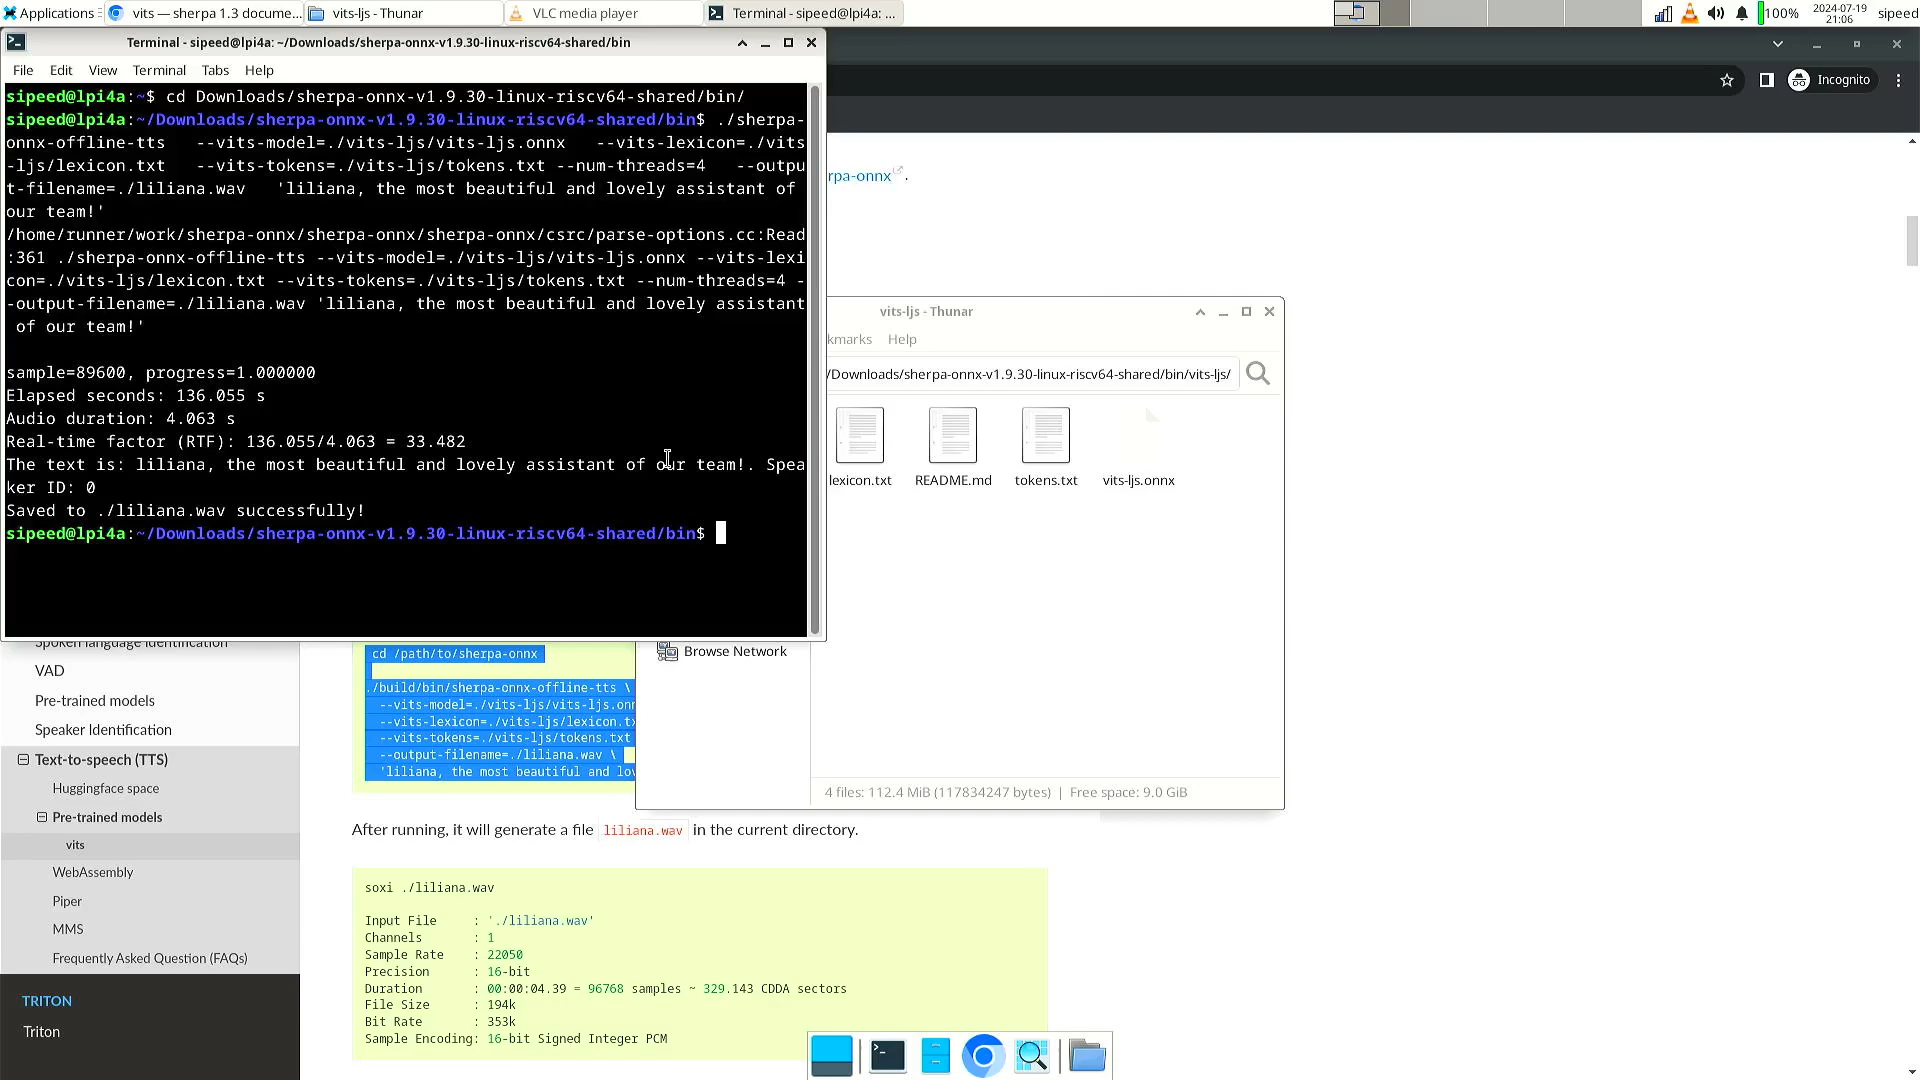 Applications
vits — sherpa 1.3 docume...
vits-ljs - Thunar
VLC media player
Terminal - sipeed@lpi4a: ...
100%
2024-07-19
21:06
sipeed
Terminal - sipeed@lpi4a: ~/Downloads/sherpa-onnx-v1.9.30-linux-riscv64-shared/bin
File Edit View Terminal Tabs Help
Incognito
sipeed@lpi4a:~$ cd Downloads/sherpa-onnx-v1.9.30-linux-riscv64-shared/bin/
sipeed@lpi4a:~/Downloads/sherpa-onnx-v1.9.30-linux-riscv64-shared/bin$ ./sherpa-
onnx-offline-tts   --vits-model=./vits-ljs/vits-ljs.onnx   --vits-lexicon=./vits
-ljs/lexicon.txt   --vits-tokens=./vits-ljs/tokens.txt --num-threads=4   --outpu
t-filename=./liliana.wav   'liliana, the most beautiful and lovely assistant of
our team!'
/home/runner/work/sherpa-onnx/sherpa-onnx/sherpa-onnx/csrc/parse-options.cc:Read
:361 ./sherpa-onnx-offline-tts --vits-model=./vits-ljs/vits-ljs.onnx --vits-lexi
con=./vits-ljs/lexicon.txt --vits-tokens=./vits-ljs/tokens.txt --num-threads=4 -
-output-filename=./liliana.wav 'liliana, the most beautiful and lovely assistant
 of our team!'
sample=89600, progress=1.000000
Elapsed seconds: 136.055 s
Audio duration: 4.063 s
Real-time factor (RTF): 136.055/4.063 = 33.482
The text is: liliana, the most beautiful and lovely assistant of our team!. Spea
ker ID: 0
Saved to ./liliana.wav successfully!
sipeed@lpi4a:~/Downloads/sherpa-onnx-v1.9.30-linux-riscv64-shared/bin$
rpa-onnx.
vits-ljs - Thunar
kmarks Help
/Downloads/sherpa-onnx-v1.9.30-linux-riscv64-shared/bin/vits-ljs/
lexicon.txt
README.md
tokens.txt
vits-ljs.onnx
Browse Network
4 files: 112.4 MiB (117834247 bytes) | Free space: 9.0 GiB
Spoken language identification
VAD
Pre-trained models
Speaker Identification
Text-to-speech (TTS)
Huggingface space
Pre-trained models
vits
WebAssembly
Piper
MMS
Frequently Asked Question (FAQs)
TRITON
Triton
cd /path/to/sherpa-onnx
./build/bin/sherpa-onnx-offline-tts \
--vits-model=./vits-ljs/vits-ljs.onn
--vits-lexicon=./vits-ljs/lexicon.tx
--vits-tokens=./vits-ljs/tokens.txt
--output-filename=./liliana.wav \
'liliana, the most beautiful and lov
After running, it will generate a file liliana.wav in the current directory.
soxi ./liliana.wav
Input File     : './liliana.wav'
Channels       : 1
Sample Rate    : 22050
Precision      : 16-bit
Duration       : 00:00:04.39 = 96768 samples ~ 329.143 CDDA sectors
File Size      : 194k
Bit Rate       : 353k
Sample Encoding: 16-bit Signed Integer PCM